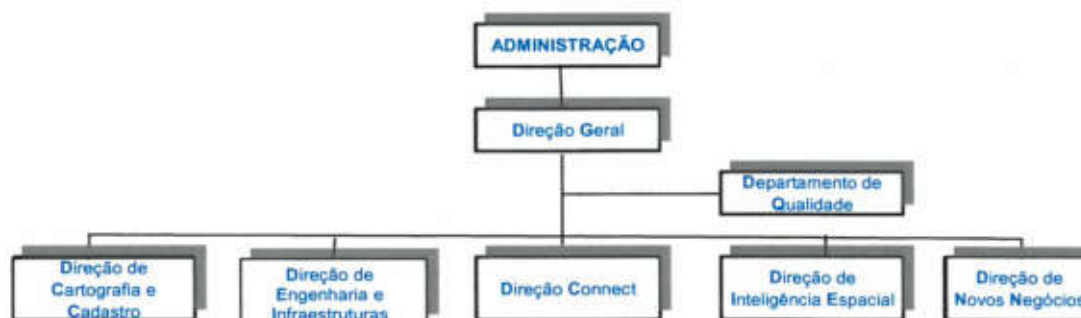 ADMINISTRAÇÃO
Direção Geral
Departamento de
Qualidade
Direção de
Cartografia e
Cadastro
Direção de
Engenharia e
Infraestruturas
Direção Connect
Direção de
Inteligência Espacial
Direção de
Novos Negócios